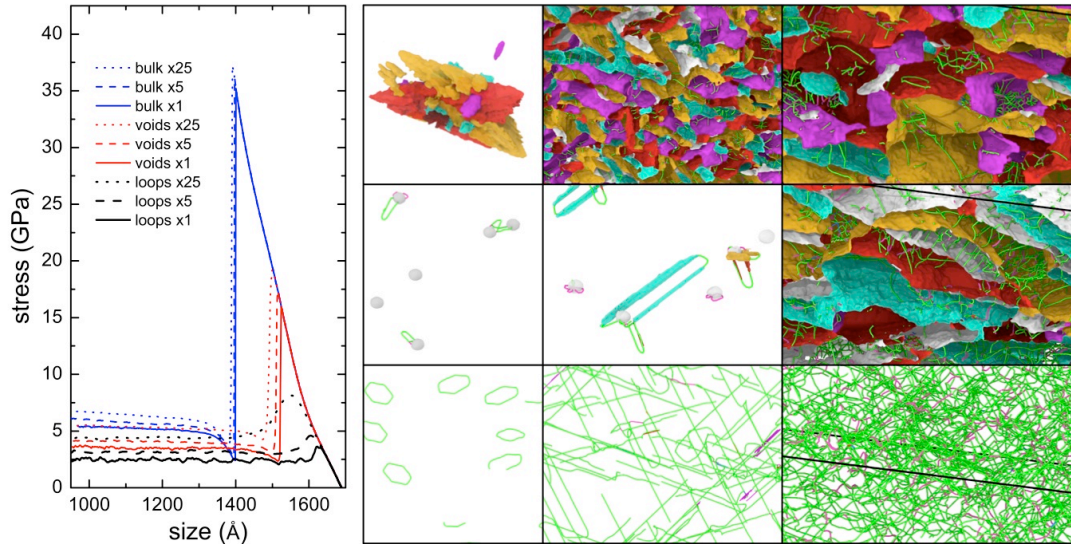 40
35
30
25
20
15
10
5
0
stress (GPa)
bulk x25
bulk x5
bulk x1
voids x25
voids x5
voids x1
loops x25
loops x5
loops x1
1000 1200 1400 1600
size (Å)